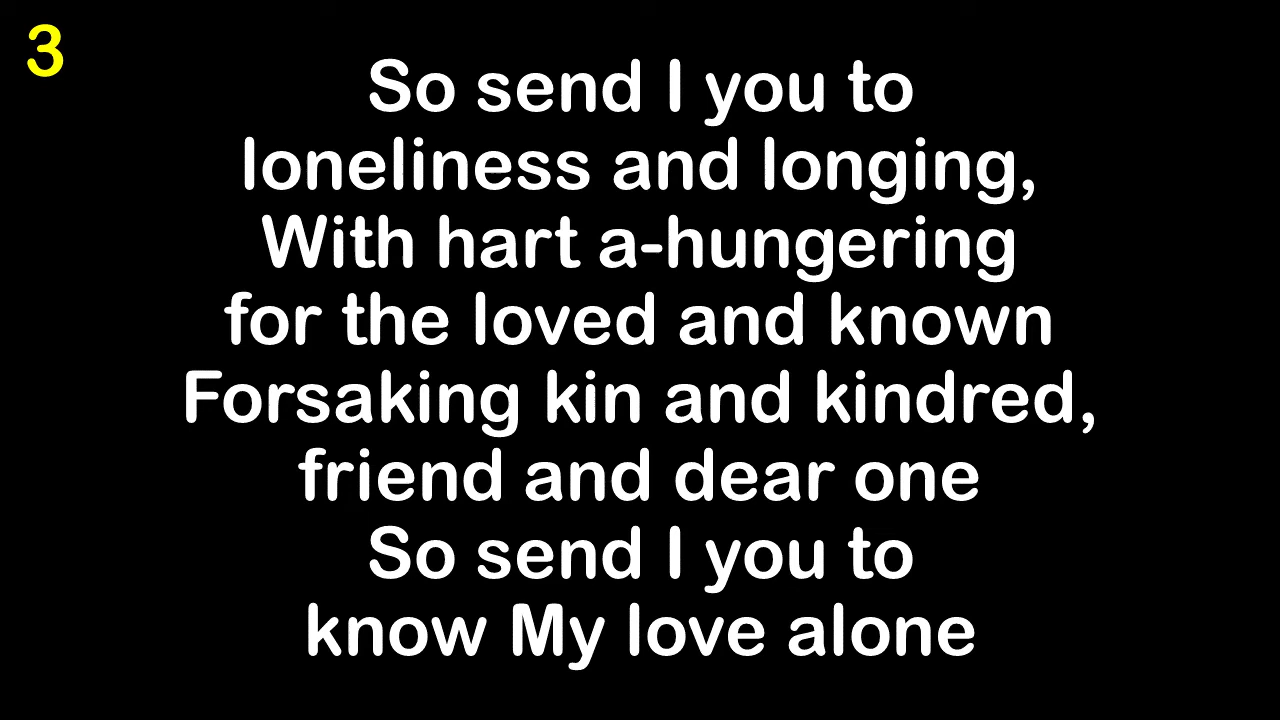 3
So send I you to
loneliness and longing,
With hart a-hungering
for the loved and known
Forsaking kin and kindred,
friend and dear one
So send I you to
know My love alone